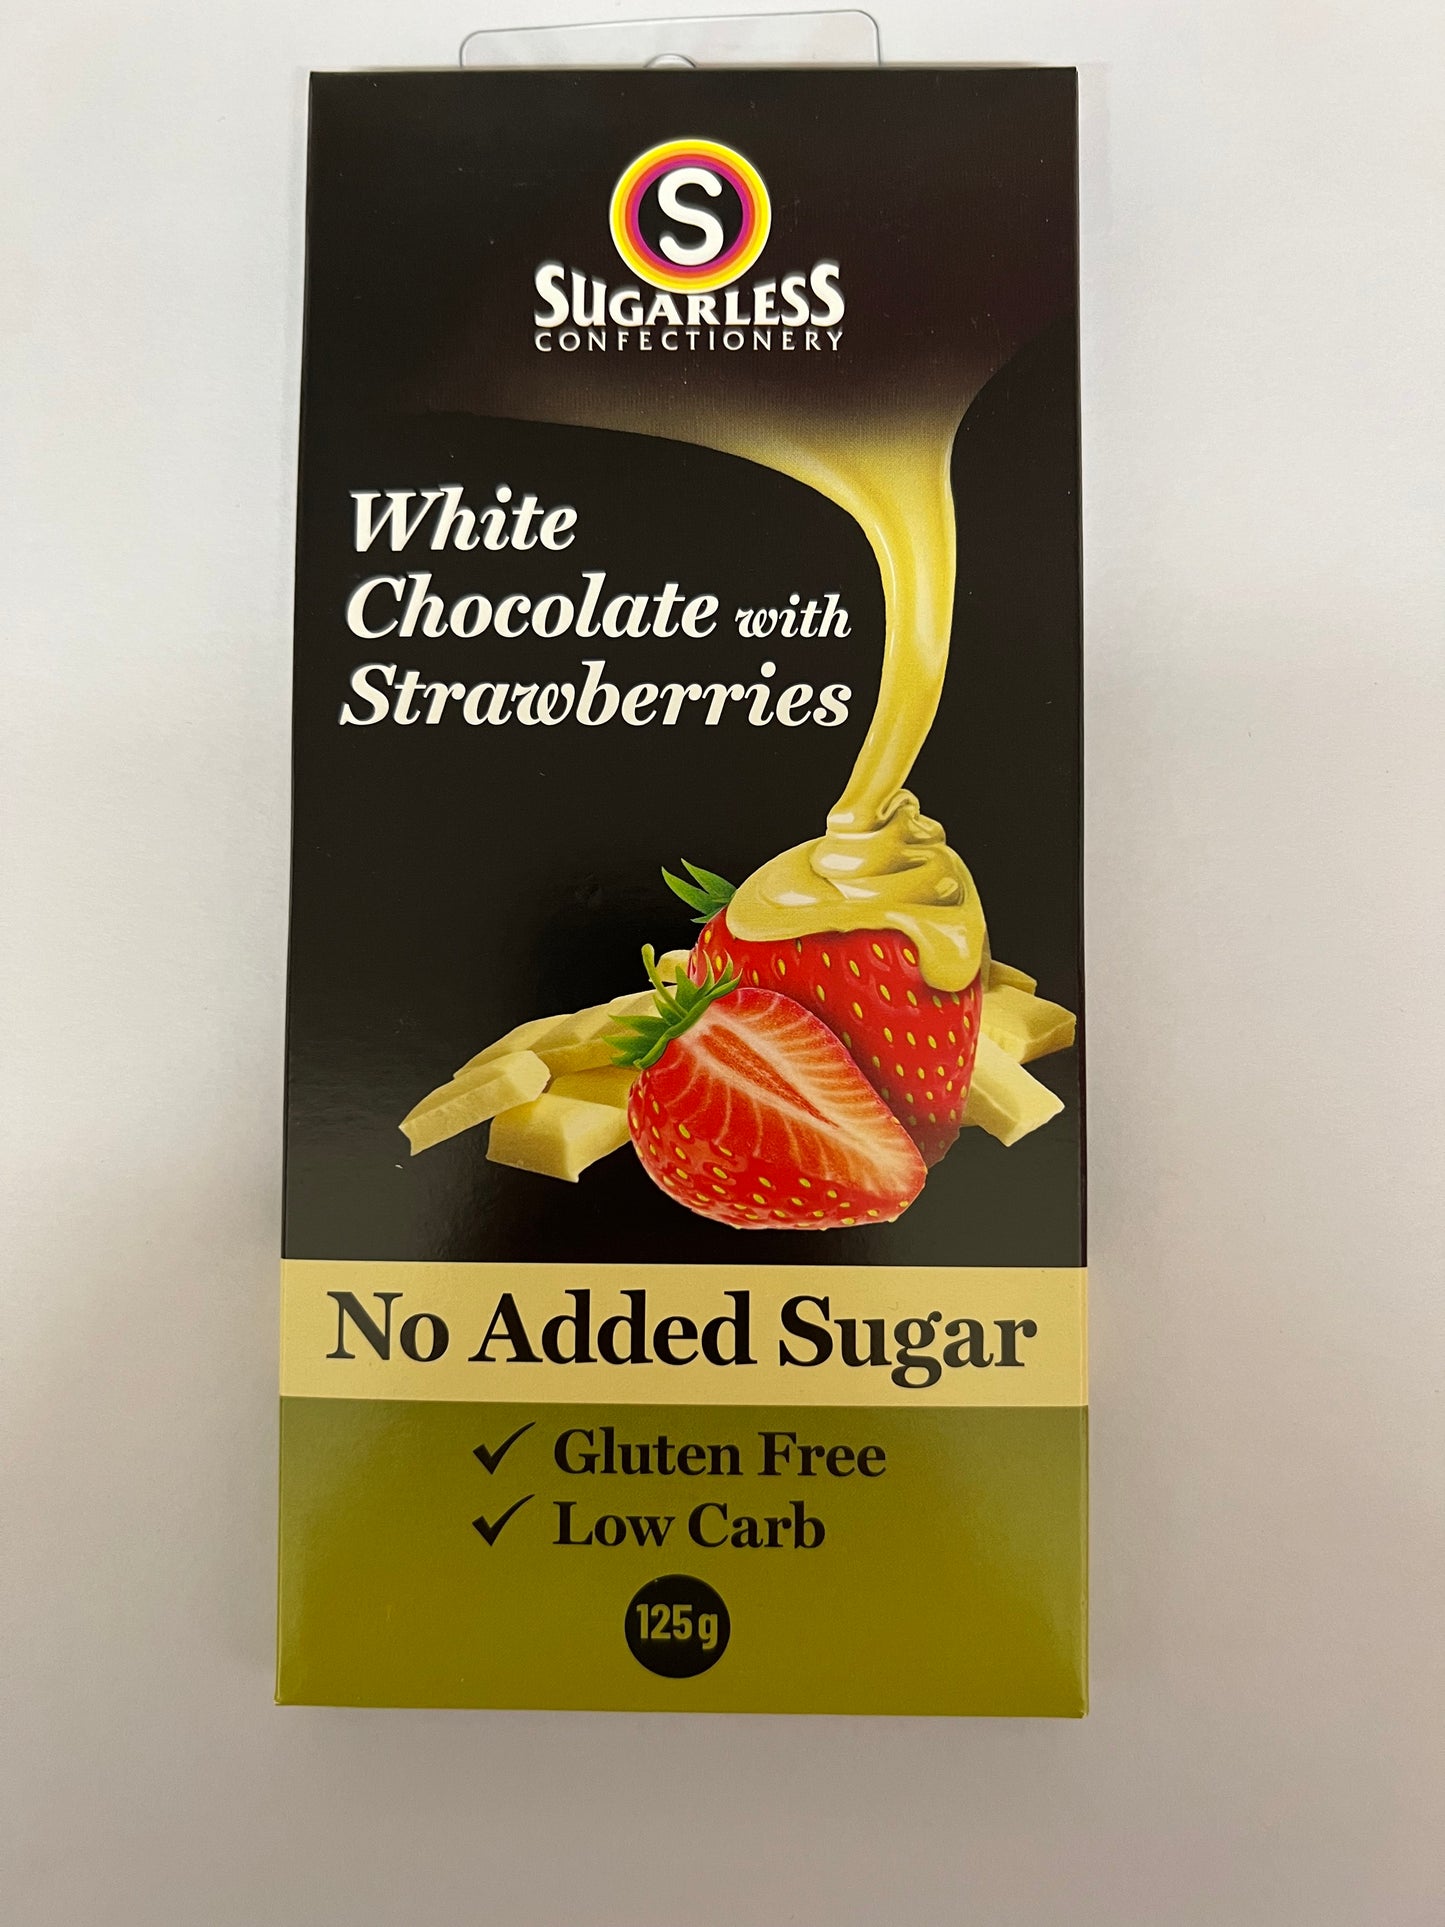 S
SUGARLESS
CONFECTIONERY
White
Chocolate with
Strawberries
No Added Sugar
✓ Gluten Free
✓ Low Carb
125g